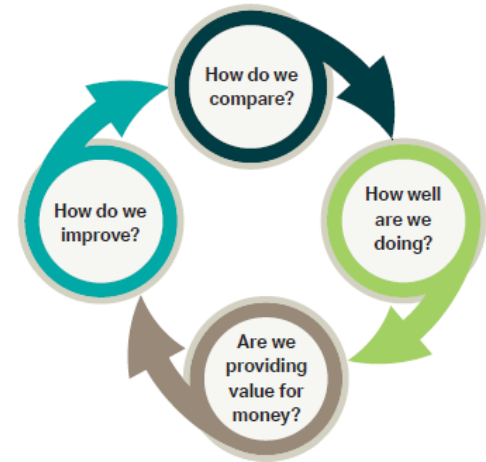 How do we
compare?
How well
are we
doing?
Are we
providing
value for
money?
How do we
improve?